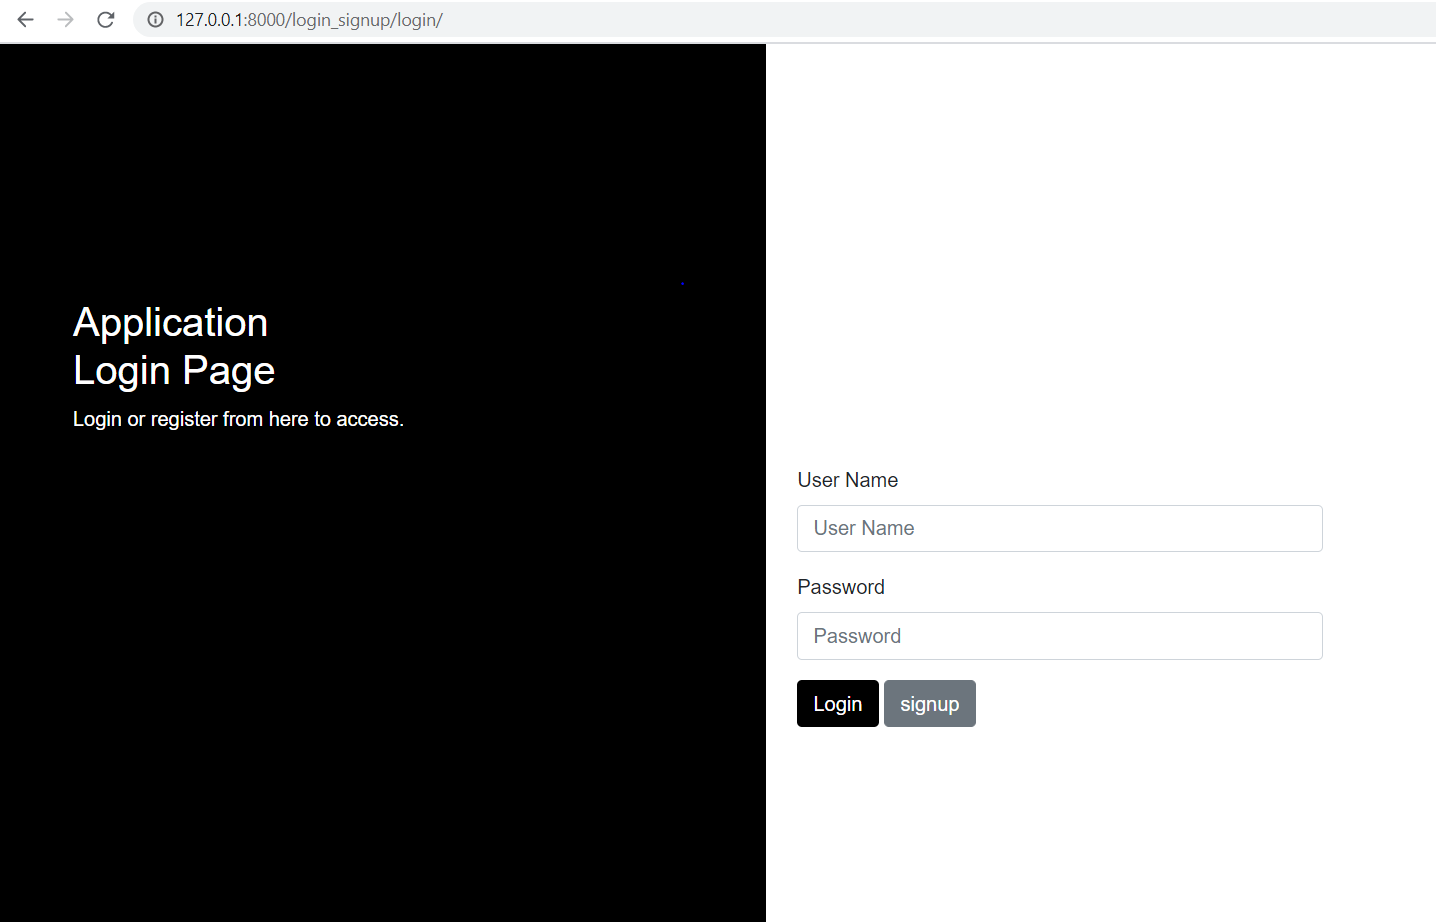 127.0.0.1:8000/login_signup/login/
Application
Login Page
Login or register from here to access.
User Name
User Name
Password
Password
Login signup